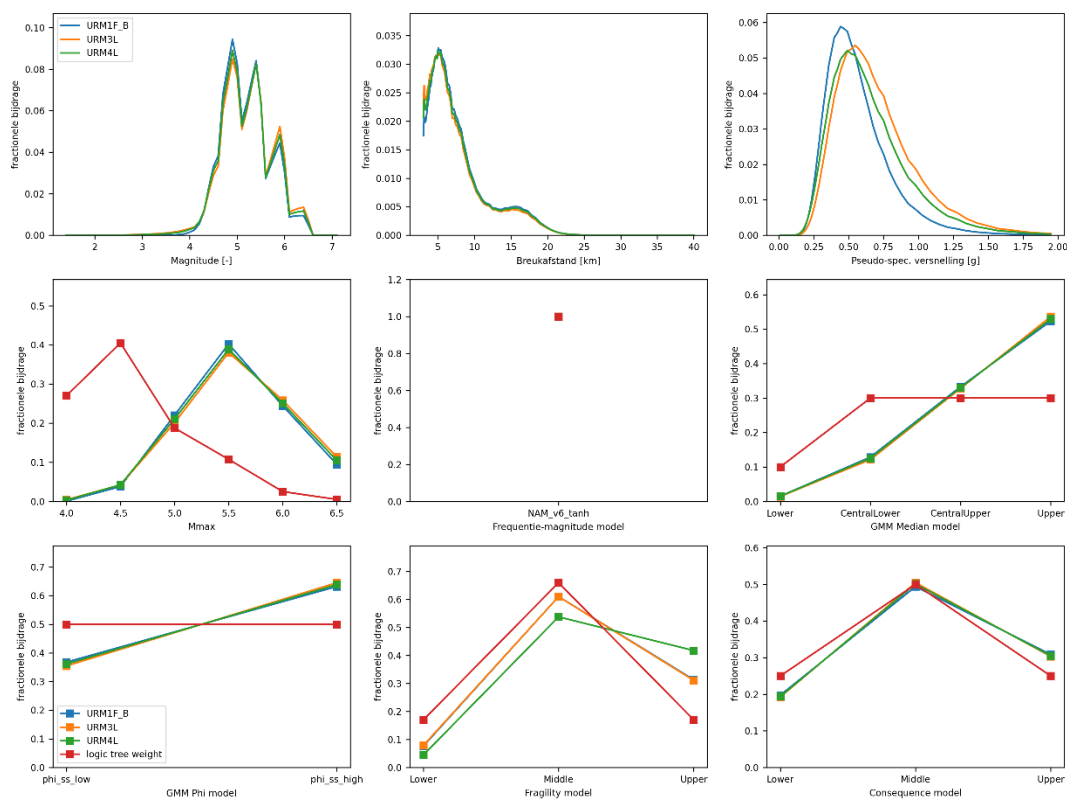 0.10
0.08
0.06
0.04
0.02
0.00
fractionele bijdrage
URM1F_B
URM3L
URM4L
2 3 4 5 6 7
Magnitude [-]
0.035
0.030
0.025
0.020
0.015
0.010
0.005
0.000
fractionele bijdrage
5 10 15 20 25 30 35 40
Breukafstand [km]
0.06
0.05
0.04
0.03
0.02
0.01
0.00
fractionele bijdrage
0.00 0.25 0.50 0.75 1.00 1.25 1.50 1.75 2.00
Pseudo-spec. versnelling [g]
0.5
0.4
0.3
0.2
0.1
0.0
fractionele bijdrage
4.0 4.5 5.0 5.5 6.0 6.5
Mmax
1.2
1.0
0.8
0.6
0.4
0.2
0.0
fractionele bijdrage
NAM_v6_tanh
Frequentie-magnitude model
0.6
0.5
0.4
0.3
0.2
0.1
0.0
fractionele bijdrage
Lower CentralLower CentralUpper Upper
GMM Median model
0.7
0.6
0.5
0.4
0.3
0.2
0.1
0.0
fractionele bijdrage
URM1F_B
URM3L
URM4L
logic tree weight
phi_ss_low phi_ss_high
GMM Phi model
0.7
0.6
0.5
0.4
0.3
0.2
0.1
0.0
fractionele bijdrage
Lower Middle Upper
Fragility model
0.6
0.5
0.4
0.3
0.2
0.1
0.0
fractionele bijdrage
Lower Middle Upper
Consequence model